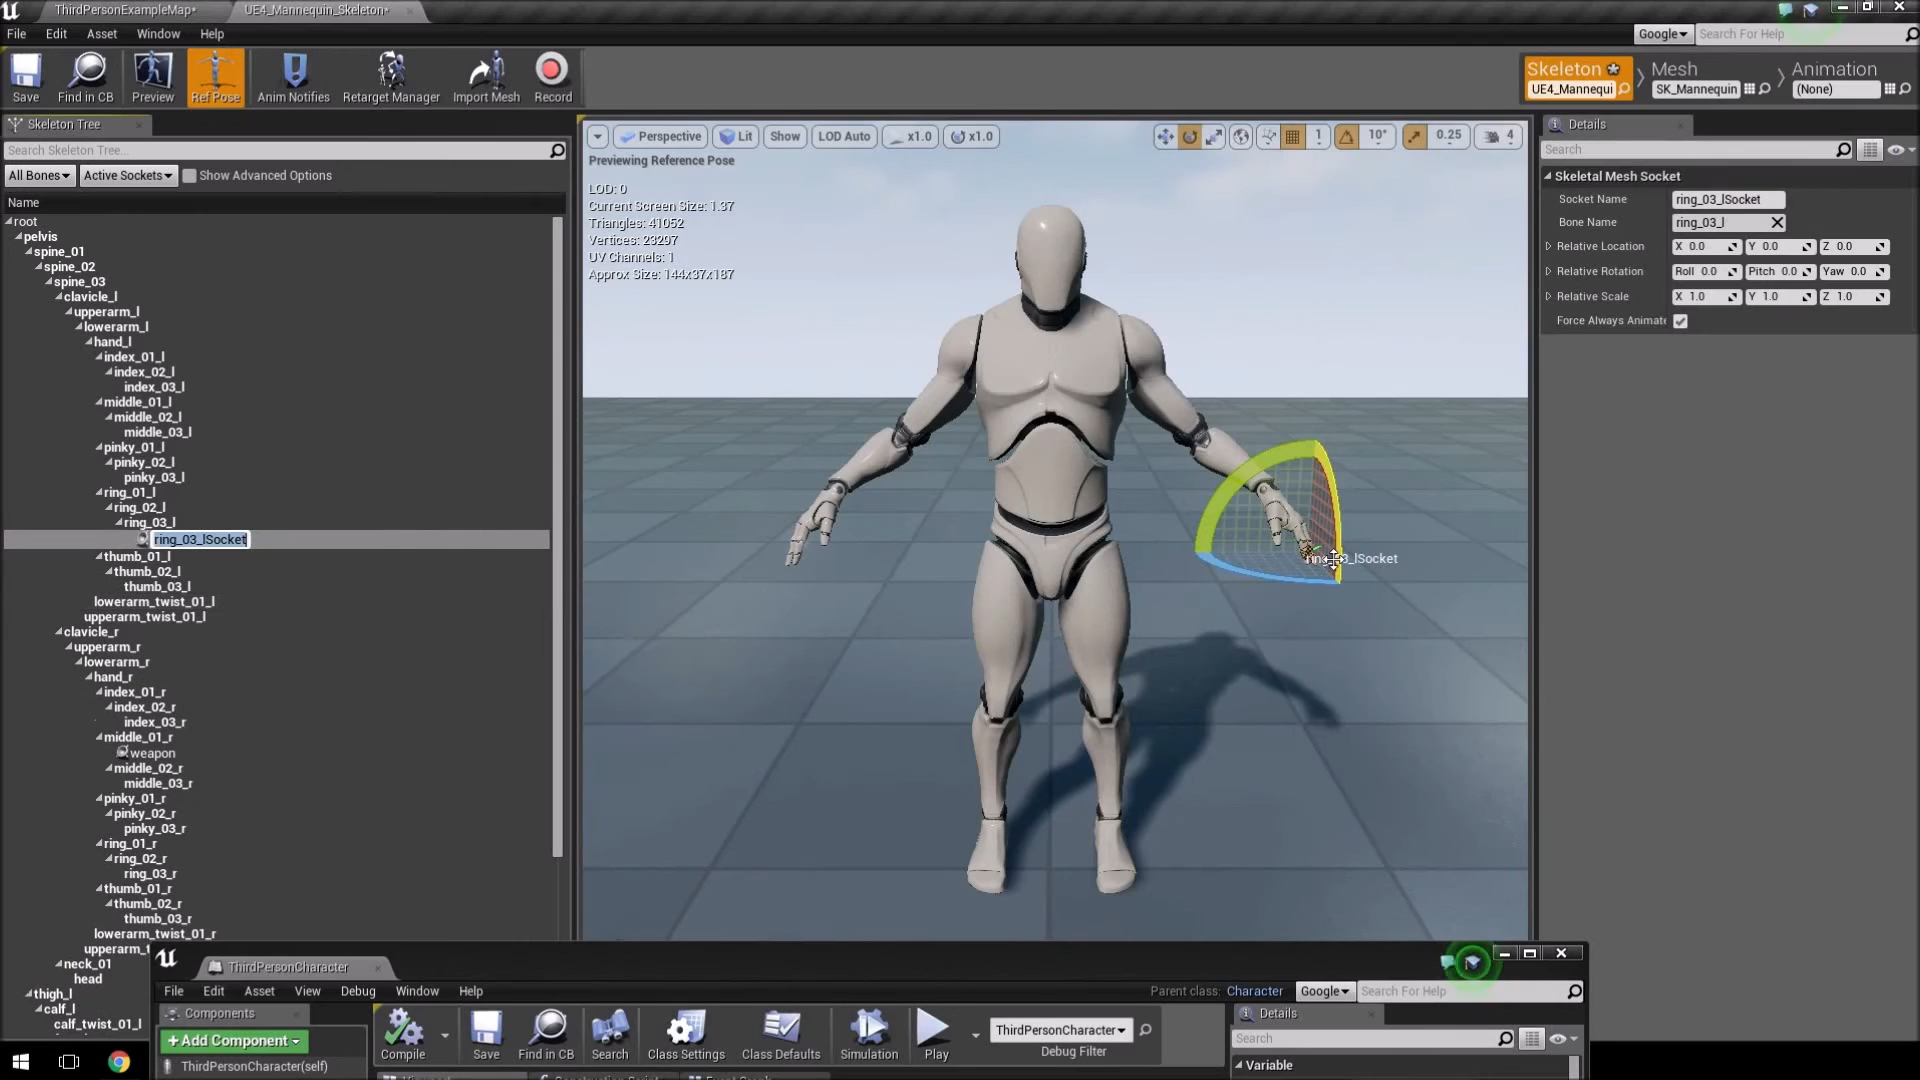 ThirdPersonExampleMap*
UE4_Mannequin_Skeleton*
File Edit Asset Window Help
Google
Search For Help
Save
Find in CB
Preview
Ref Pose
Anim Notifies
Retarget Manager
Import Mesh
Record
Skeleton
UE4_Mannequi
Mesh
SK_Mannequin
Animation
(None)
Skeleton Tree
Search Skeleton Tree...
All Bones
Active Sockets
Show Advanced Options
Name
root
pelvis
spine_01
spine_02
spine_03
clavicle_l
upperarm_l
lowerarm_l
hand_l
index_01_l
index_02_l
index_03_l
middle_01_l
middle_02_l
middle_03_l
pinky_01_l
pinky_02_l
pinky_03_l
ring_01_l
ring_02_l
ring_03_l
ring_03_lSocket
thumb_01_l
thumb_02_l
thumb_03_l
lowerarm_twist_01_l
upperarm_twist_01_l
clavicle_r
upperarm_r
lowerarm_r
hand_r
index_01_r
index_02_r
index_03_r
middle_01_r
weapon
middle_02_r
middle_03_r
pinky_01_r
pinky_02_r
pinky_03_r
ring_01_r
ring_02_r
ring_03_r
thumb_01_r
thumb_02_r
thumb_03_r
lowerarm_twist_01_r
upperarm_t
neck_01
head
thigh_l
calf_l
calf_twist_01_l
Perspective
Lit
Show
LOD Auto
x1.0
x1.0
1
10°
0.25
4
Previewing Reference Pose
LOD: 0
Current Screen Size: 1.37
Triangles: 41052
Vertices: 23297
UV Channels: 1
Approx Size: 144x37x187
ring_03_lSocket
Details
Search
Skeletal Mesh Socket
Socket Name ring_03_lSocket
Bone Name ring_03_l
Relative Location X 0.0 Y 0.0 Z 0.0
Relative Rotation Roll 0.0 Pitch 0.0 Yaw 0.0
Relative Scale X 1.0 Y 1.0 Z 1.0
Force Always Animate
ThirdPersonCharacter
File Edit Asset View Debug Window Help
Parent class: Character
Google
Search For Help
Components
Add Component
ThirdPersonCharacter(self)
Compile
Save
Find in CB
Search
Class Settings
Class Defaults
Simulation
Play
ThirdPersonCharacter
Debug Filter
Details
Search
Variable